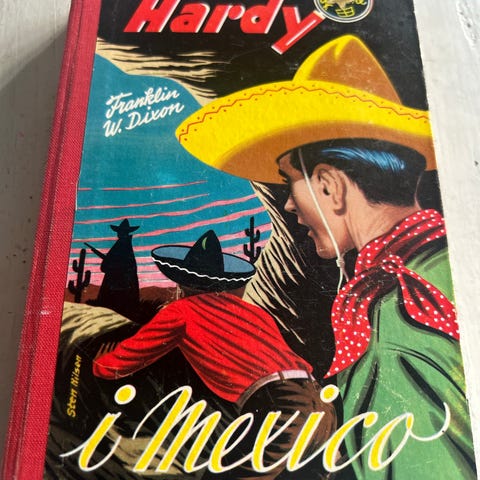 Hardy
Franklin
W. Dixon
Sten Nilsen
i Mexico